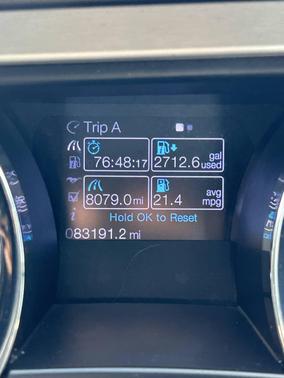 Trip A
76:48:17
2712.6 gal used
8079.0 mi
21.4 avg mpg
Hold OK to Reset
083191.2 mi